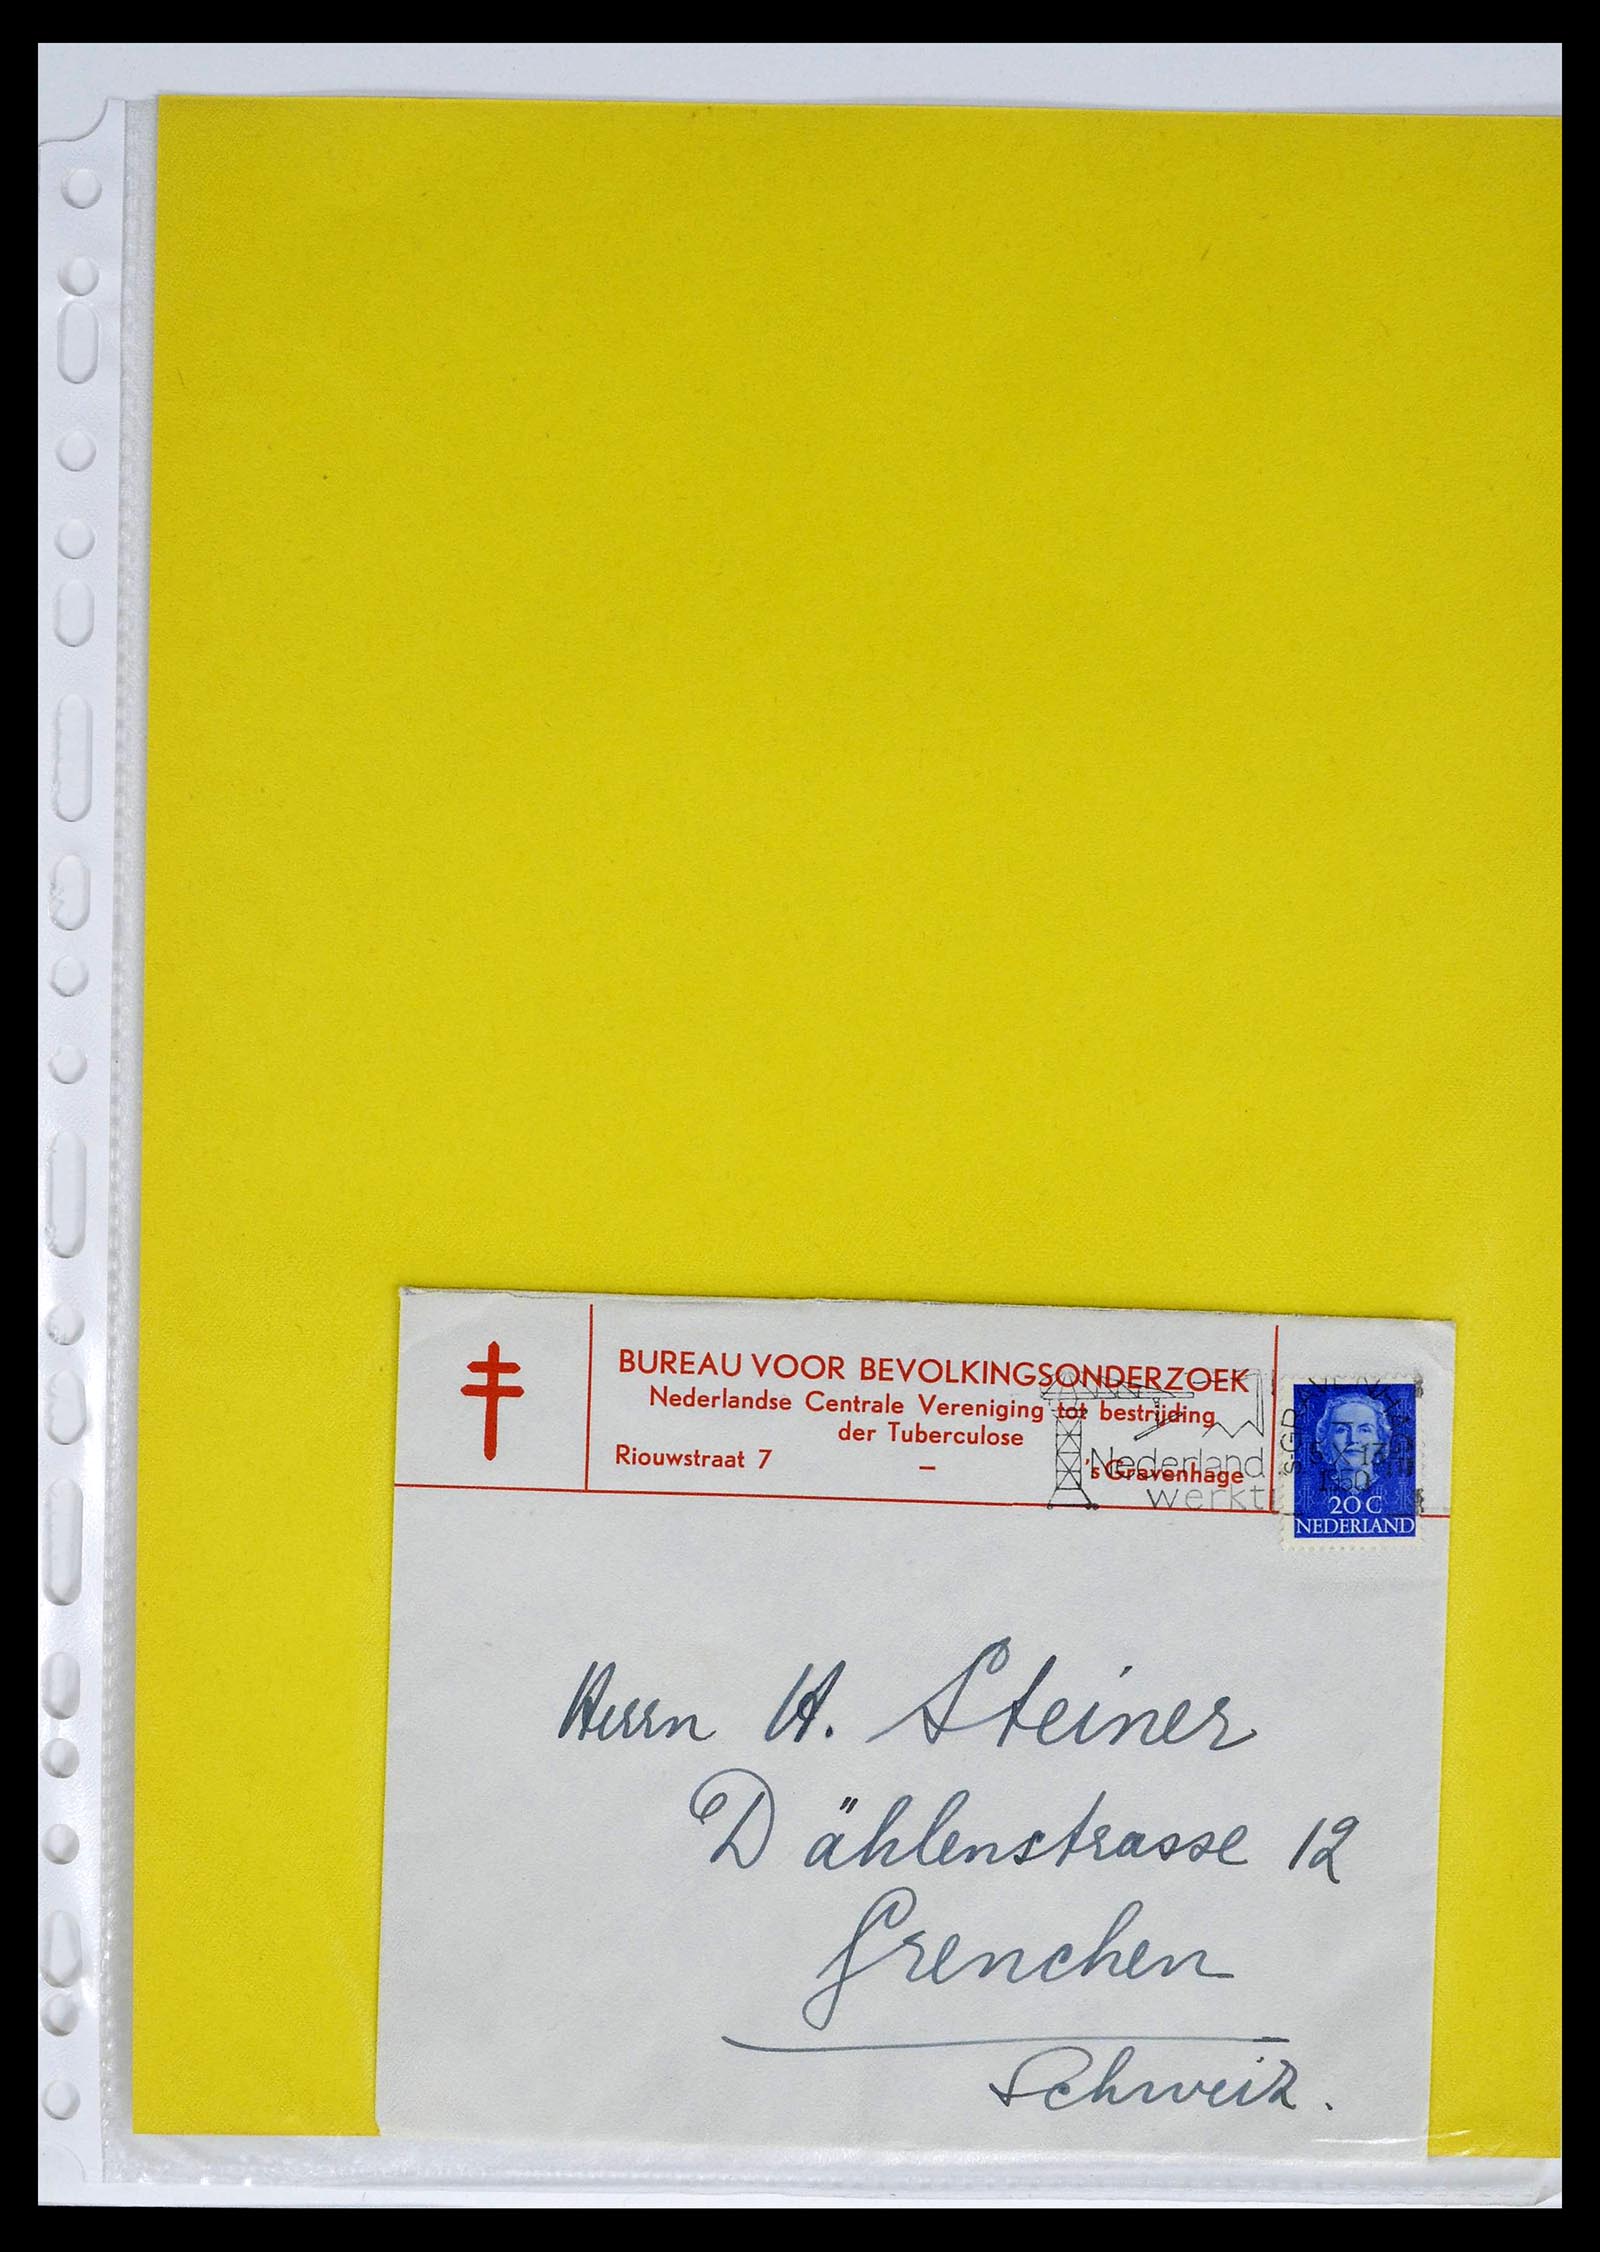 BUREAU VOOR BEVOLKINGSONDERZOEK
Nederlandse Centrale Vereniging tot bestrijding
der Tuberculose
Riouwstraat 7 – 's Gravenhage
Nederland
werkt
1950
20 C
NEDERLAND
Herrn H. Steiner
Dählenstrasse 12
Grenchen
Schweiz.